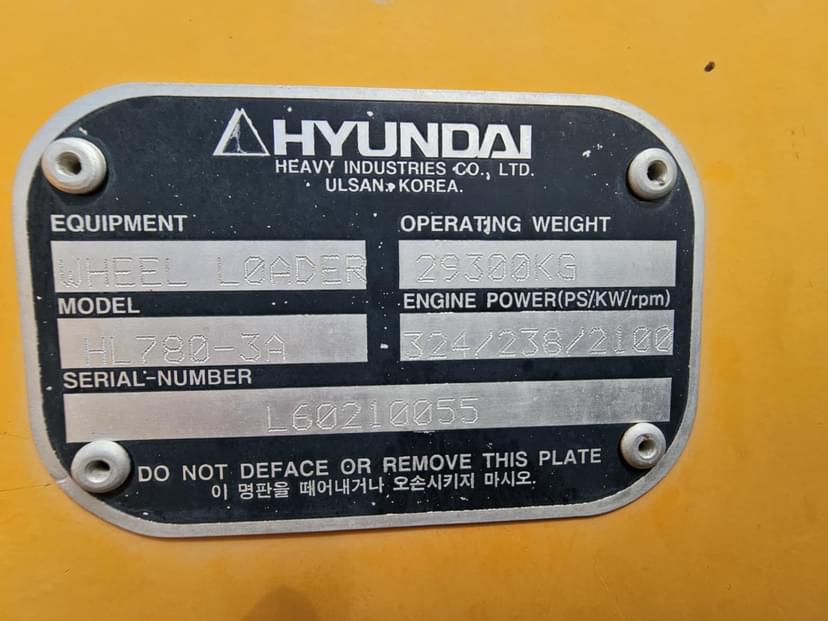 HYUNDAI
HEAVY INDUSTRIES CO., LTD.
ULSAN, KOREA.
EQUIPMENT
WHEEL LOADER
OPERATING WEIGHT
29300KG
MODEL
HL780-3A
ENGINE POWER(PS/KW/rpm)
324/238/2100
SERIAL-NUMBER
L60210055
DO NOT DEFACE OR REMOVE THIS PLATE
이 명판을 떼어내거나 오손시키지 마시오.